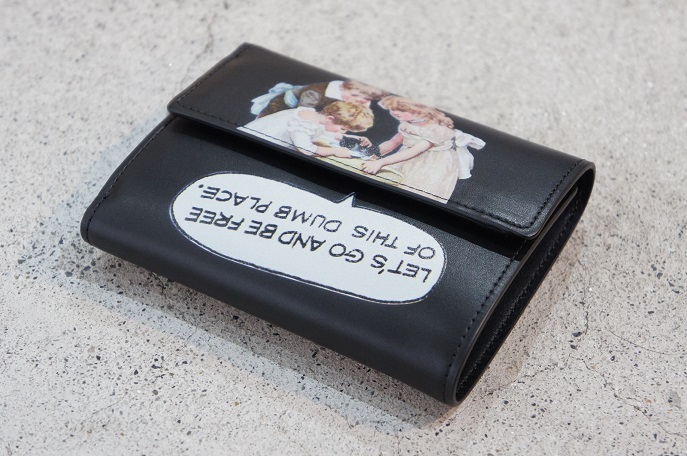 LET'S GO AND BE FREE
OF THIS DUMB PLACE.